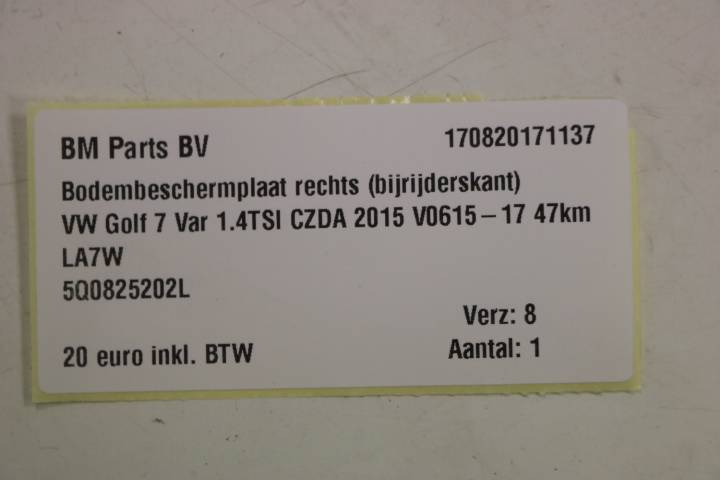 BM Parts BV 170820171137
Bodembeschermplaat rechts (bijrijderskant)
VW Golf 7 Var 1.4TSI CZDA 2015 V0615 – 17 47km
LA7W
5Q0825202L
Verz: 8
20 euro inkl. BTW Aantal: 1